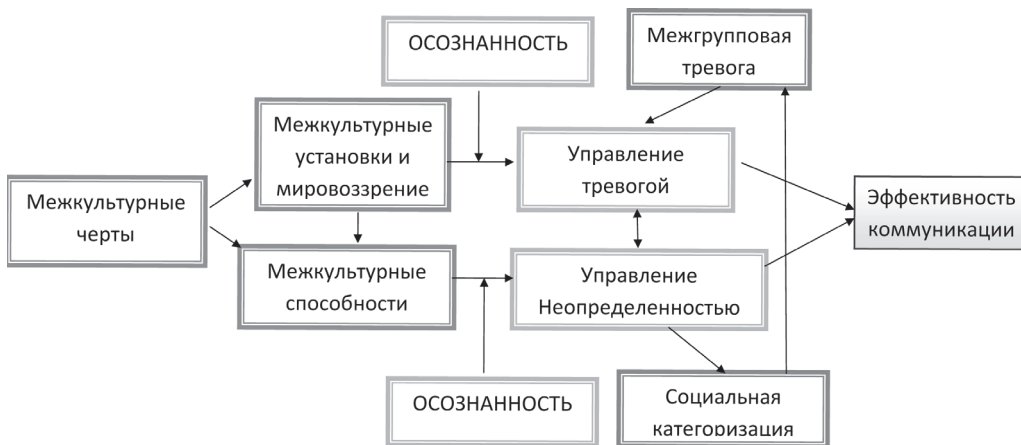 ОСОЗНАННОСТЬ
Межгрупповая
тревога
Межкультурные
установки и
мировоззрение
Управление
тревогой
Межкультурные
черты
Эффективность
коммуникации
Межкультурные
способности
Управление
Неопределенностью
ОСОЗНАННОСТЬ
Социальная
категоризация